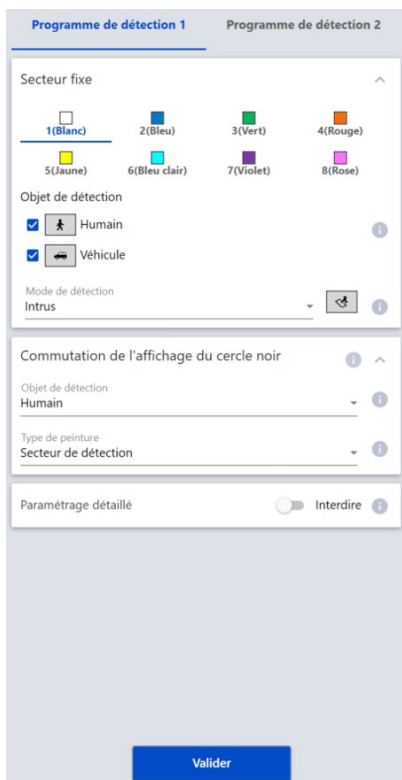 Programme de détection 1 Programme de détection 2
Secteur fixe
1(Blanc) 2(Bleu) 3(Vert) 4(Rouge)
5(Jaune) 6(Bleu clair) 7(Violet) 8(Rose)
Objet de détection
Humain
Véhicule
Mode de détection
Intrus
Commutation de l'affichage du cercle noir
Objet de détection
Humain
Type de peinture
Secteur de détection
Paramétrage détaillé Interdire
Valider